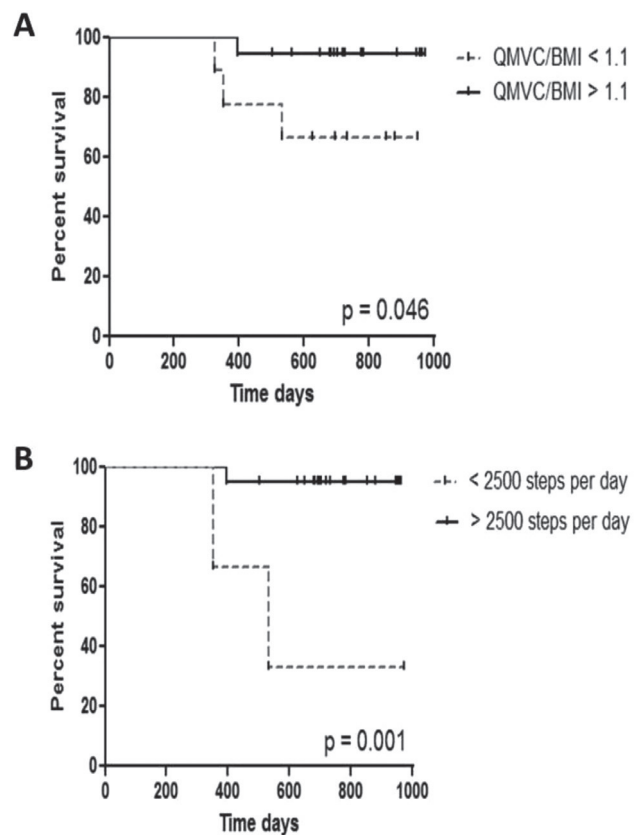 A
100
80
60
40
20
0
Percent survival
QMVC/BMI < 1.1
QMVC/BMI > 1.1
p = 0.046
0 200 400 600 800 1000
Time days
B
100
80
60
40
20
0
Percent survival
< 2500 steps per day
> 2500 steps per day
p = 0.001
0 200 400 600 800 1000
Time days